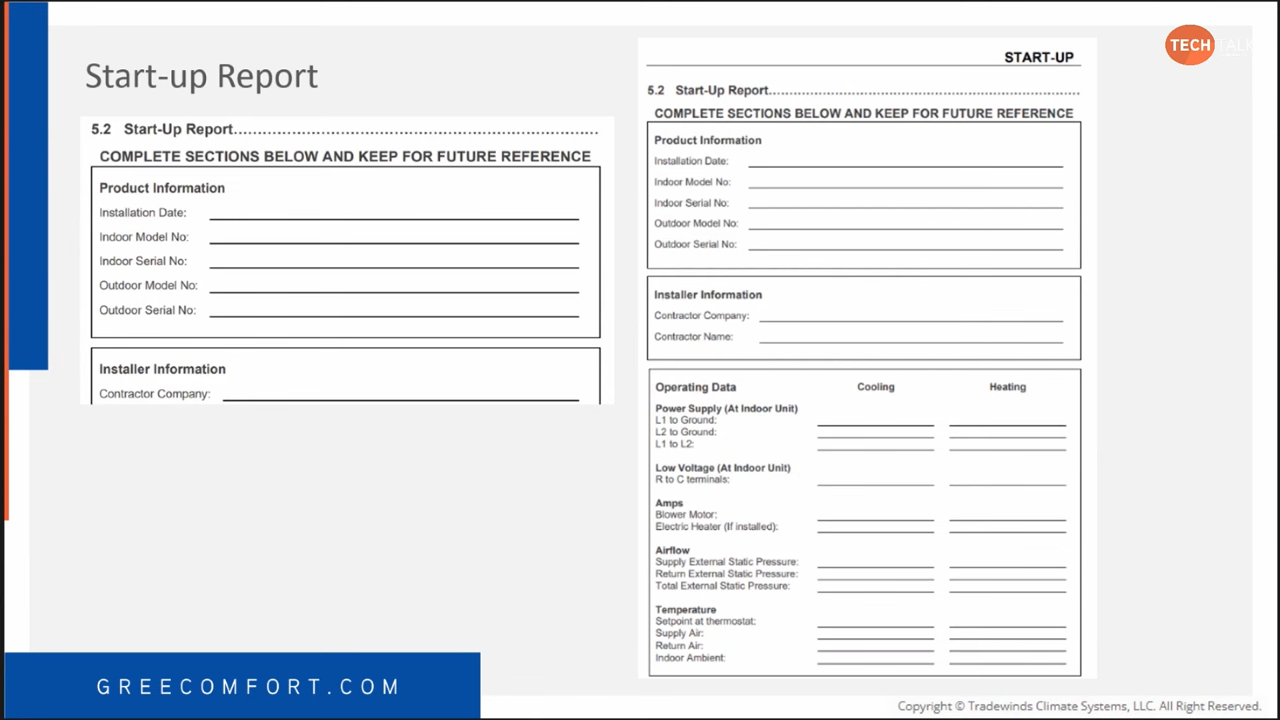 Start-up Report
5.2 Start-Up Report
COMPLETE SECTIONS BELOW AND KEEP FOR FUTURE REFERENCE
Product Information
Installation Date:
Indoor Model No:
Indoor Serial No:
Outdoor Model No:
Outdoor Serial No:
Installer Information
Contractor Company:
TECH TALK
START-UP
5.2 Start-Up Report
COMPLETE SECTIONS BELOW AND KEEP FOR FUTURE REFERENCE
Product Information
Installation Date:
Indoor Model No:
Indoor Serial No:
Outdoor Model No:
Outdoor Serial No:
Installer Information
Contractor Company:
Contractor Name:
Operating Data Cooling Heating
Power Supply (At Indoor Unit)
L1 to Ground:
L2 to Ground:
L1 to L2:
Low Voltage (At Indoor Unit)
R to C terminals:
Amps
Blower Motor:
Electric Heater (If installed):
Airflow
Supply External Static Pressure:
Return External Static Pressure:
Total External Static Pressure:
Temperature
Setpoint at thermostat:
Supply Air:
Return Air:
Indoor Ambient:
GREECOMFORT.COM
Copyright © Tradewinds Climate Systems, LLC. All Right Reserved.